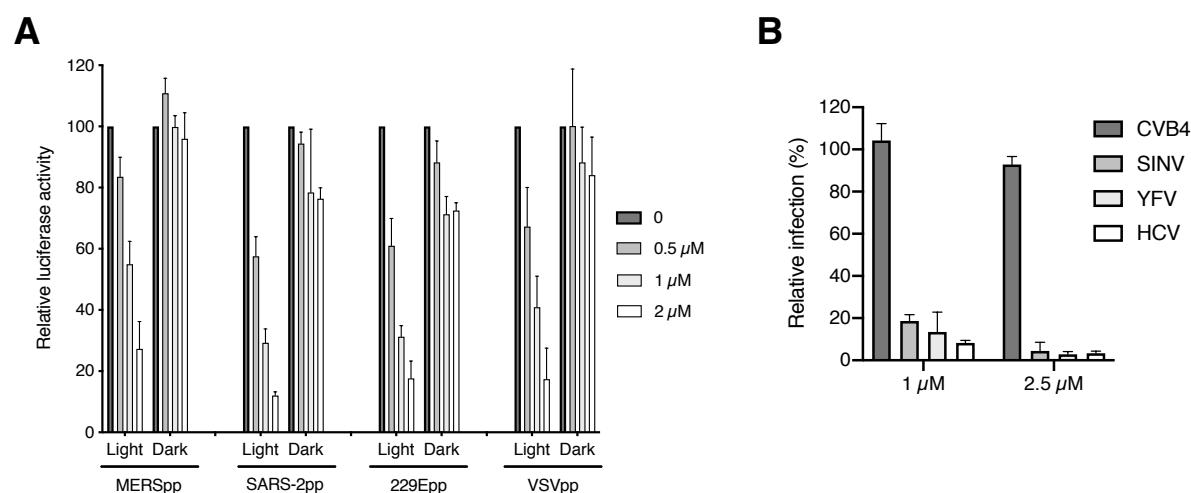 A
Relative luciferase activity
120
100
80
60
40
20
0
Light Dark Light Dark Light Dark Light Dark
MERSpp SARS-2pp 229Epp VSVpp
0
0.5 µM
1 µM
2 µM
B
Relative infection (%)
120
100
80
60
40
20
0
1 µM 2.5 µM
CVB4
SINV
YFV
HCV